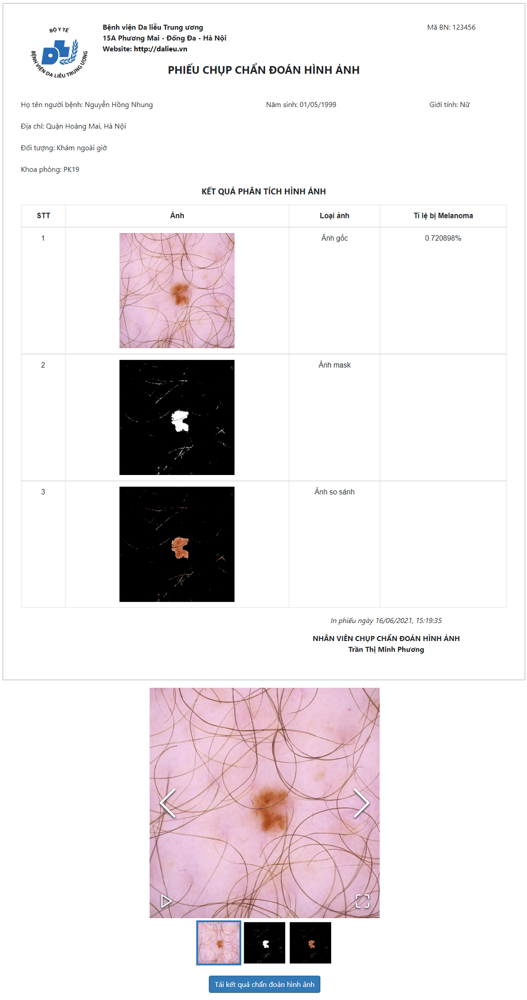 BỘ Y TẾ
BỆNH VIỆN DA LIỄU TRUNG ƯƠNG
Bệnh viện Da liễu Trung ương
15A Phương Mai - Đống Đa - Hà Nội
Website: http://dalieu.vn
Mã BN: 123456
PHIẾU CHỤP CHẨN ĐOÁN HÌNH ẢNH
Họ tên người bệnh: Nguyễn Hồng Nhung Năm sinh: 01/05/1999 Giới tính: Nữ
Địa chỉ: Quận Hoàng Mai, Hà Nội
Đối tượng: Khám ngoài giờ
Khoa phòng: PK19
KẾT QUẢ PHÂN TÍCH HÌNH ẢNH
STT Ảnh Loại ảnh Tỉ lệ bị Melanoma
1 Ảnh gốc 0.720898%
2 Ảnh mask
3 Ảnh so sánh
In phiếu ngày 16/06/2021, 15:19:35
NHÂN VIÊN CHỤP CHẨN ĐOÁN HÌNH ẢNH
Trần Thị Minh Phương
Tải kết quả chẩn đoán hình ảnh